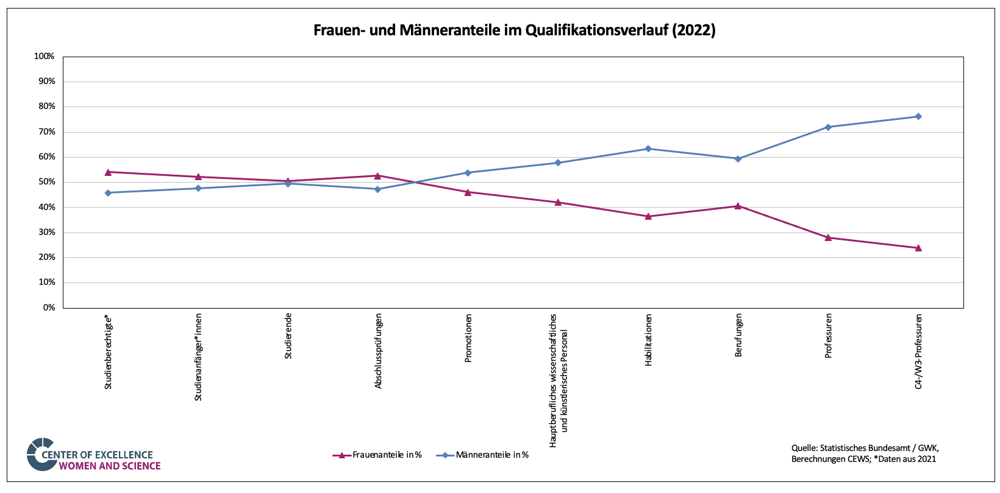 Frauen- und Männeranteile im Qualifikationsverlauf (2022)
100%
90%
80%
70%
60%
50%
40%
30%
20%
10%
0%
Studienberechtigte*
Studienanfänger*innen
Studierende
Abschlussprüfungen
Promotionen
Hauptberufliches wissenschaftliches
und künstlerisches Personal
Habilitationen
Berufungen
Professuren
C4-/W3-Professuren
Frauenanteile in %
Männeranteile in %
CENTER OF EXCELLENCE
WOMEN AND SCIENCE
Quelle: Statistisches Bundesamt / GWK,
Berechnungen CEWS; *Daten aus 2021